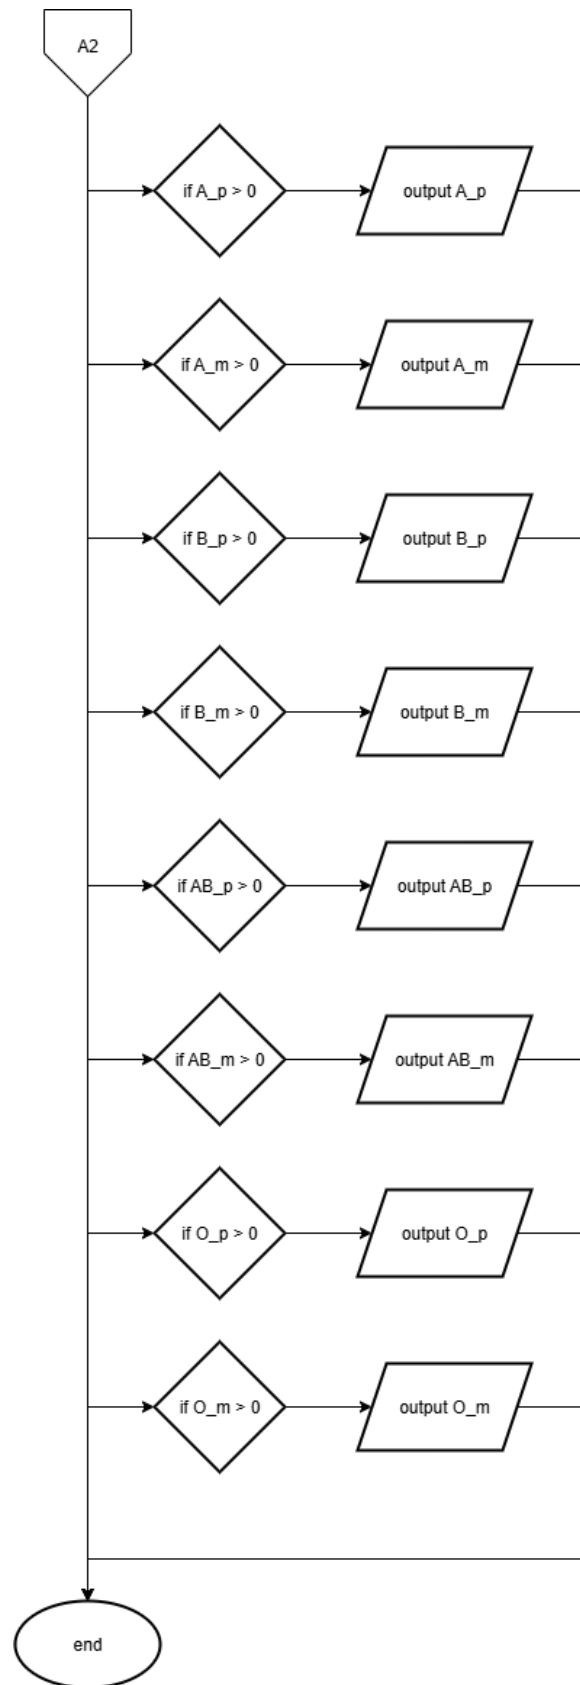 A2
if A_p > 0
output A_p
if A_m > 0
output A_m
if B_p > 0
output B_p
if B_m > 0
output B_m
if AB_p > 0
output AB_p
if AB_m > 0
output AB_m
if O_p > 0
output O_p
if O_m > 0
output O_m
end